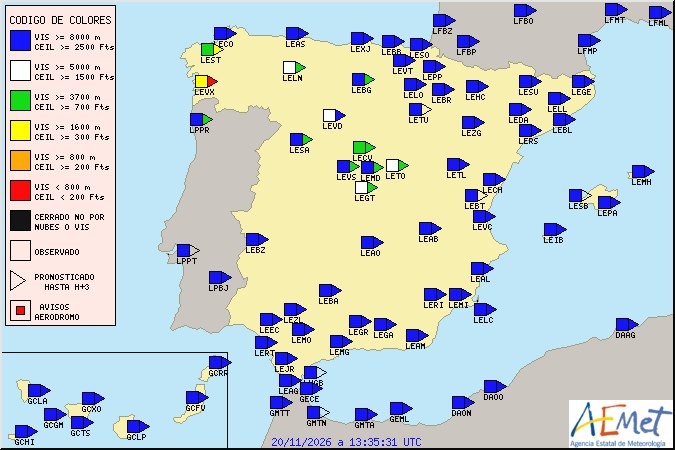 CODIGO DE COLORES
VIS >= 8000 m
CEIL >= 2500 Fts
VIS >= 5000 m
CEIL >= 1500 Fts
VIS >= 3700 m
CEIL >= 700 Fts
VIS >= 1600 m
CEIL >= 300 Fts
VIS >= 800 m
CEIL >= 200 Fts
VIS < 800 m
CEIL < 200 Fts
CERRADO NO POR
NUBES O VIS
OBSERVADO
PRONOSTICADO
HASTA H+3
AVISOS
AERODROMO
LFBO
LFMT
LFML
LFBZ
LECO
LEAS
LEXJ
LEBB
LESO
LFBP
LFMP
LEST
LELN
LEVT
LEPP
LEVX
LEBG
LELO
LEBR
LEHC
LESU
LEGE
LELL
LETU
LEDA
LPPR
LEVD
LEZG
LEBL
LERS
LESA
LECV
LEVS
LEMD
LETO
LETL
LEMH
LECH
LEGT
LEBT
LESB
LEPA
LEVC
LEIB
LEAB
LEBZ
LEAO
LPPT
LEAL
LPBJ
LEBA
LERI
LEMI
LELC
LEZL
LEEC
LEGR
LEGA
DAAG
LEMO
LERT
LEMG
LEAM
LEJR
GCRR
LXGB
LEAG
GECE
DAOO
GCLA
GCXO
GCFV
GMTT
DAON
GCGM
GEML
GMTN
GMTA
GCTS
GCLP
GCHI
20/11/2026 a 13:35:31 UTC
AEMet
Agencia Estatal de Meteorología